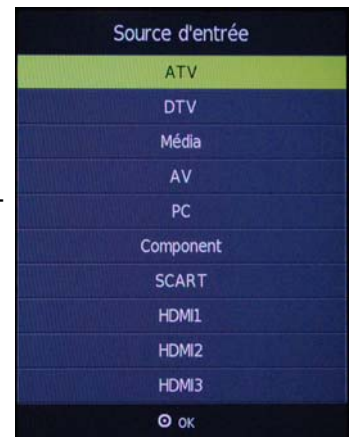 Source d'entrée
ATV
DTV
Média
AV
PC
Component
SCART
HDMI1
HDMI2
HDMI3
OK